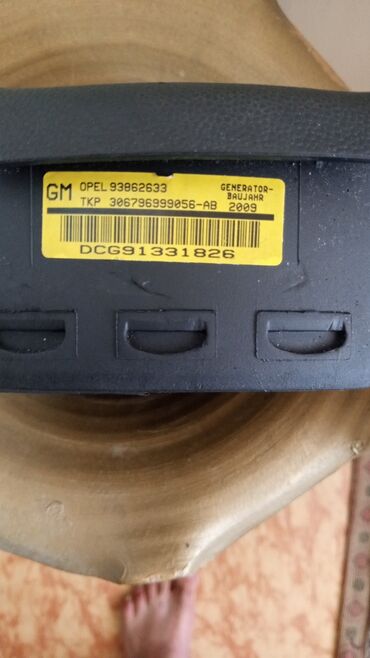 GM OPEL 93862633 GENERATOR-
BAUJAHR
TKP 306796999056-AB 2009
DCG91331826